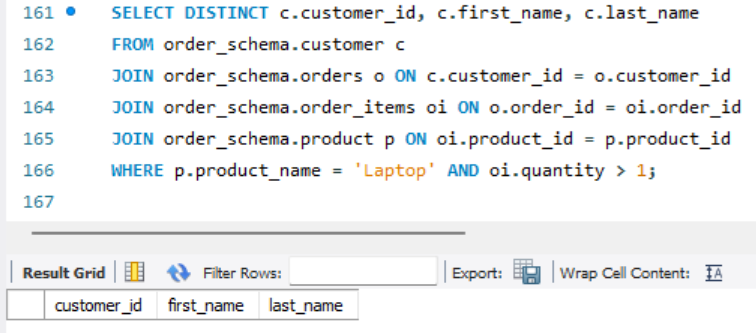 161 SELECT DISTINCT c.customer_id, c.first_name, c.last_name
162 FROM order_schema.customer c
163 JOIN order_schema.orders o ON c.customer_id = o.customer_id
164 JOIN order_schema.order_items oi ON o.order_id = oi.order_id
165 JOIN order_schema.product p ON oi.product_id = p.product_id
166 WHERE p.product_name = 'Laptop' AND oi.quantity > 1;
167
Result Grid Filter Rows: Export: Wrap Cell Content:
customer_id first_name last_name